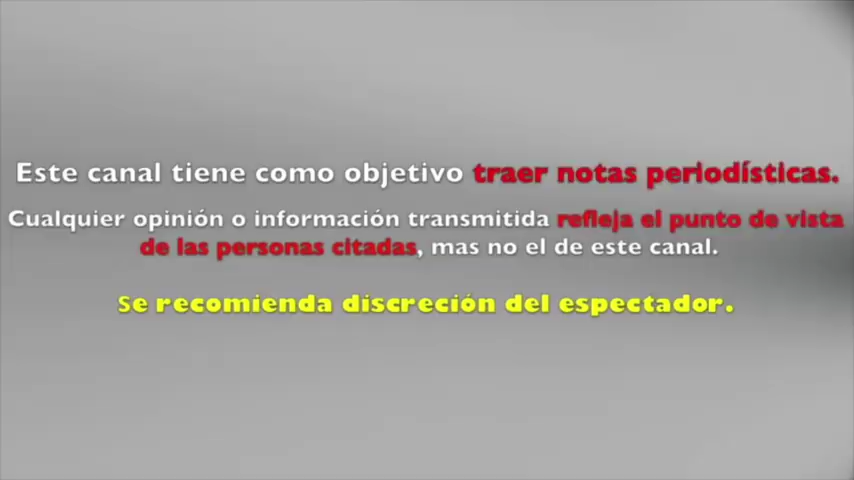 Este canal tiene como objetivo traer notas periodísticas.
Cualquier opinión o información transmitida refleja el punto de vista
de las personas citadas, mas no el de este canal.
Se recomienda discreción del espectador.